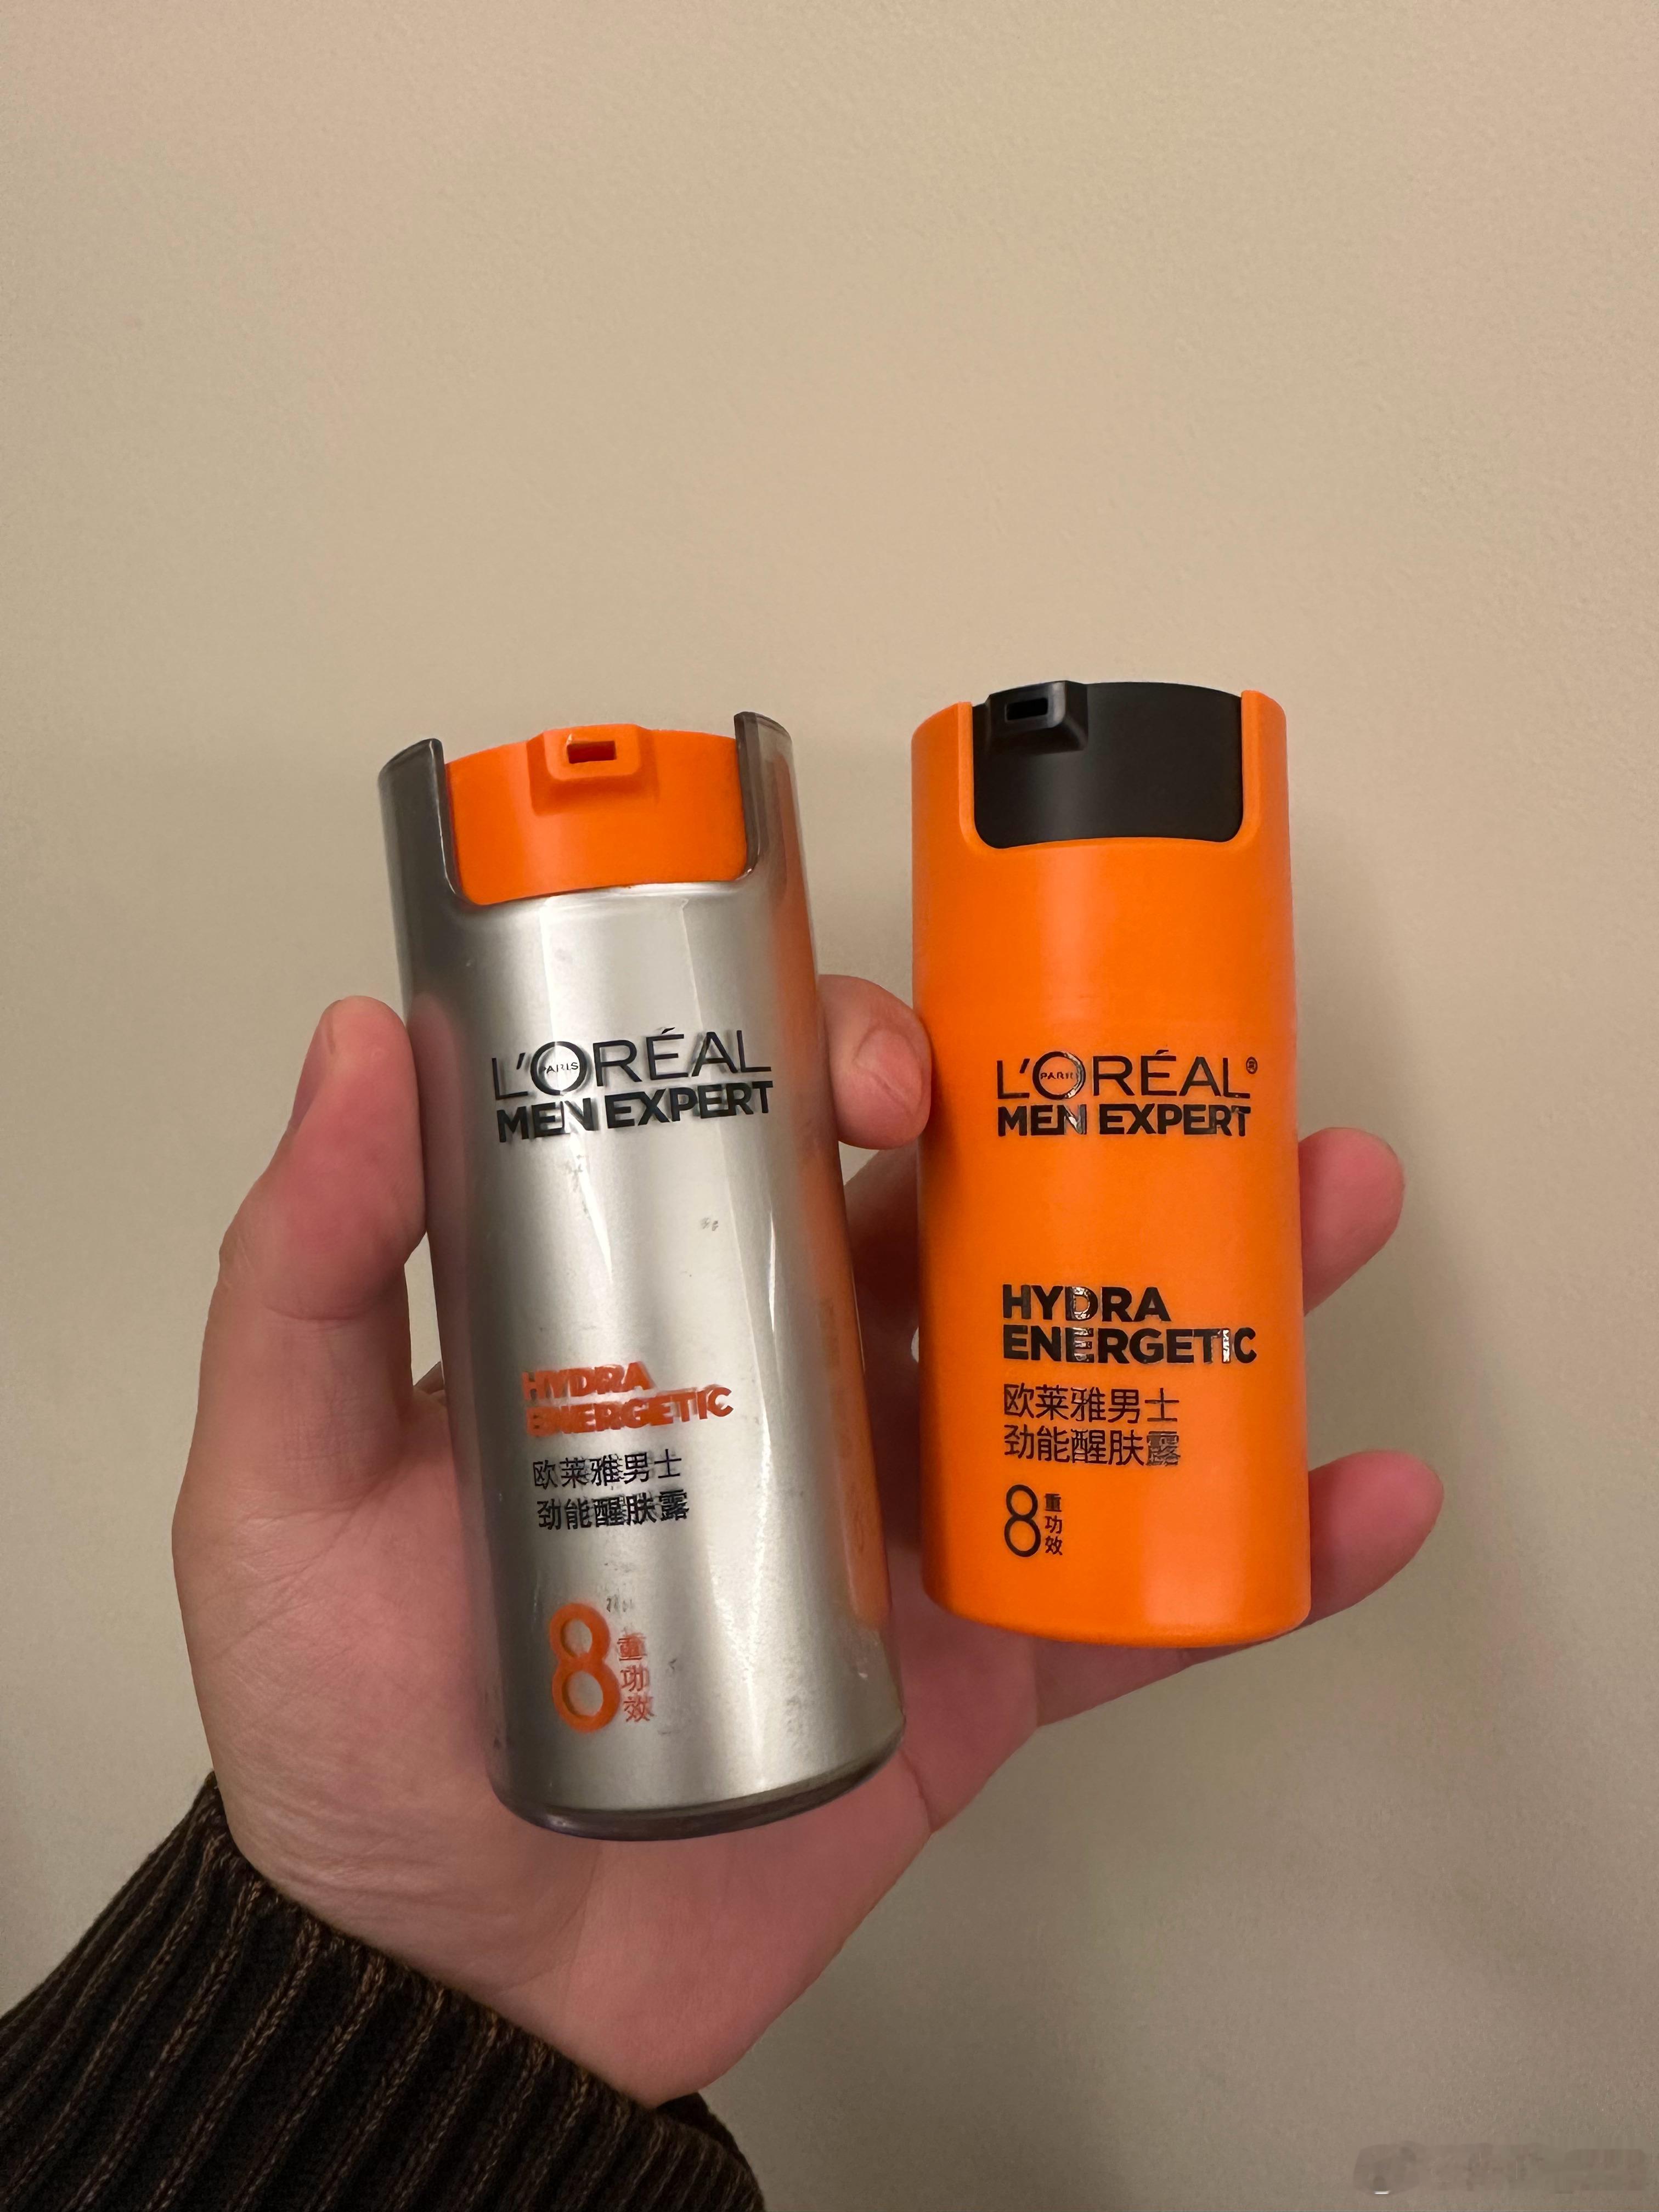 L'ORÉAL
PARIS
MEN EXPERT
HYDRA
ENERGETIC
欧莱雅男士
劲能醒肤露
8重功效
L'ORÉAL®
PARIS
MEN EXPERT
HYDRA
ENERGETIC
欧莱雅男士
劲能醒肤露
8重功效